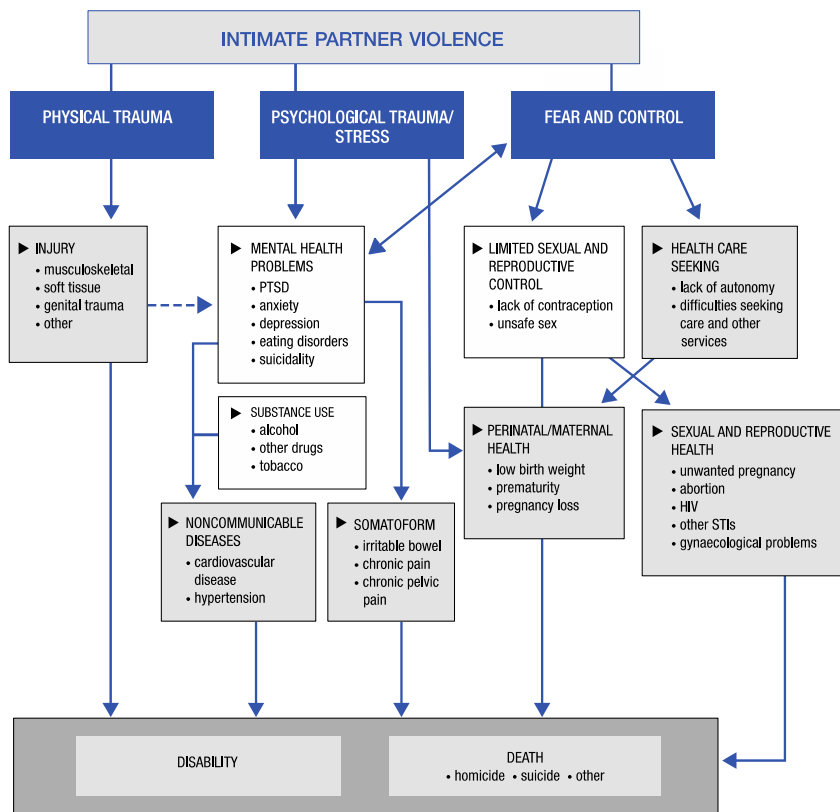 INTIMATE PARTNER VIOLENCE
PHYSICAL TRAUMA
PSYCHOLOGICAL TRAUMA/
STRESS
FEAR AND CONTROL
▶ INJURY
• musculoskeletal
• soft tissue
• genital trauma
• other
▶ MENTAL HEALTH
PROBLEMS
• PTSD
• anxiety
• depression
• eating disorders
• suicidality
▶ LIMITED SEXUAL AND
REPRODUCTIVE
CONTROL
• lack of contraception
• unsafe sex
▶ HEALTH CARE
SEEKING
• lack of autonomy
• difficulties seeking
care and other
services
▶ SUBSTANCE USE
• alcohol
• other drugs
• tobacco
▶ PERINATAL/MATERNAL
HEALTH
• low birth weight
• prematurity
• pregnancy loss
▶ SEXUAL AND REPRODUCTIVE
HEALTH
• unwanted pregnancy
• abortion
• HIV
• other STIs
• gynaecological problems
▶ NONCOMMUNICABLE
DISEASES
• cardiovascular
disease
• hypertension
▶ SOMATOFORM
• irritable bowel
• chronic pain
• chronic pelvic
pain
DISABILITY
DEATH
• homicide • suicide • other